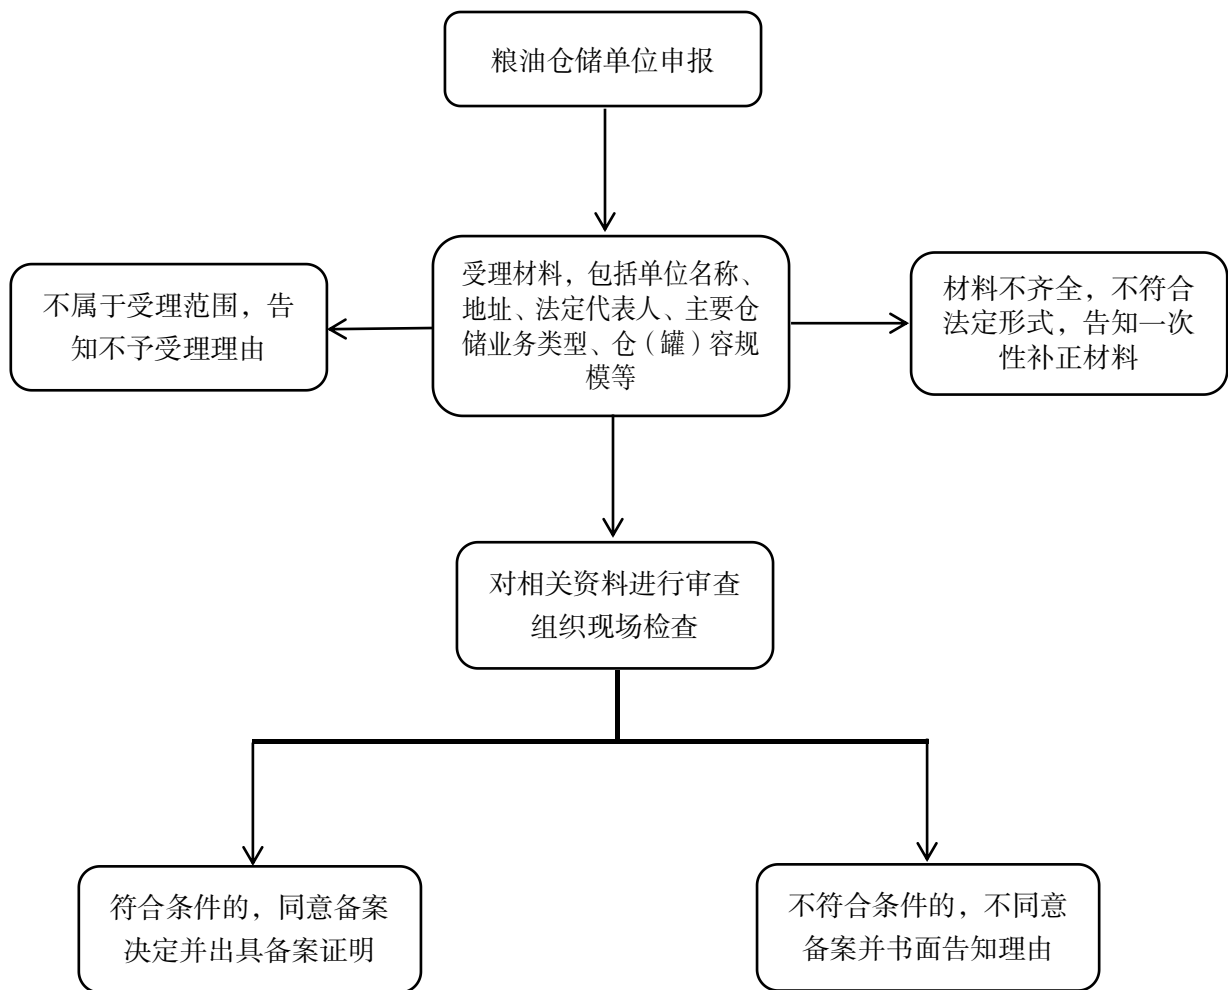 粮油仓储单位申报
受理材料，包括单位名称、
地址、法定代表人、主要仓
储业务类型、仓（罐）容规
模等
不属于受理范围，告
知不予受理理由
材料不齐全，不符合
法定形式，告知一次
性补正材料
对相关资料进行审查
组织现场检查
符合条件的，同意备案
决定并出具备案证明
不符合条件的，不同意
备案并书面告知理由